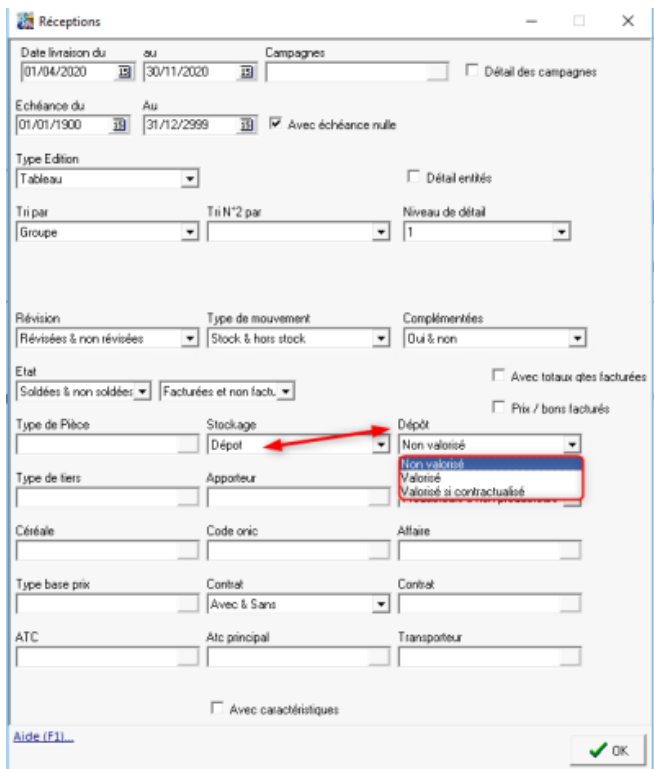 Réceptions
Date livraison du au Campagnes
01/04/2020 30/11/2020 Détail des campagnes
Echéance du Au
01/01/1900 31/12/2999 Avec échéance nulle
Type Edition
Tableau Détail entités
Tri par Tri N°2 par Niveau de détail
Groupe 1
Révision Type de mouvement Complémentées
Révisées & non révisées Stock & hors stock Oui & non
Etat
Soldées & non soldées Facturées et non factu. Avec totaux qtes facturées
Prix / bons facturés
Type de Pièce Stockage Dépôt
Dépot Non valorisé
Non valorisé
Valorisé
Valorisé si contractualisé
Type de tiers Apporteur
Céréale Code onic Affaire
Type base prix Contrat Contrat
Avec & Sans
ATC Atc principal Transporteur
Avec caractéristiques
Aide (F1)... OK